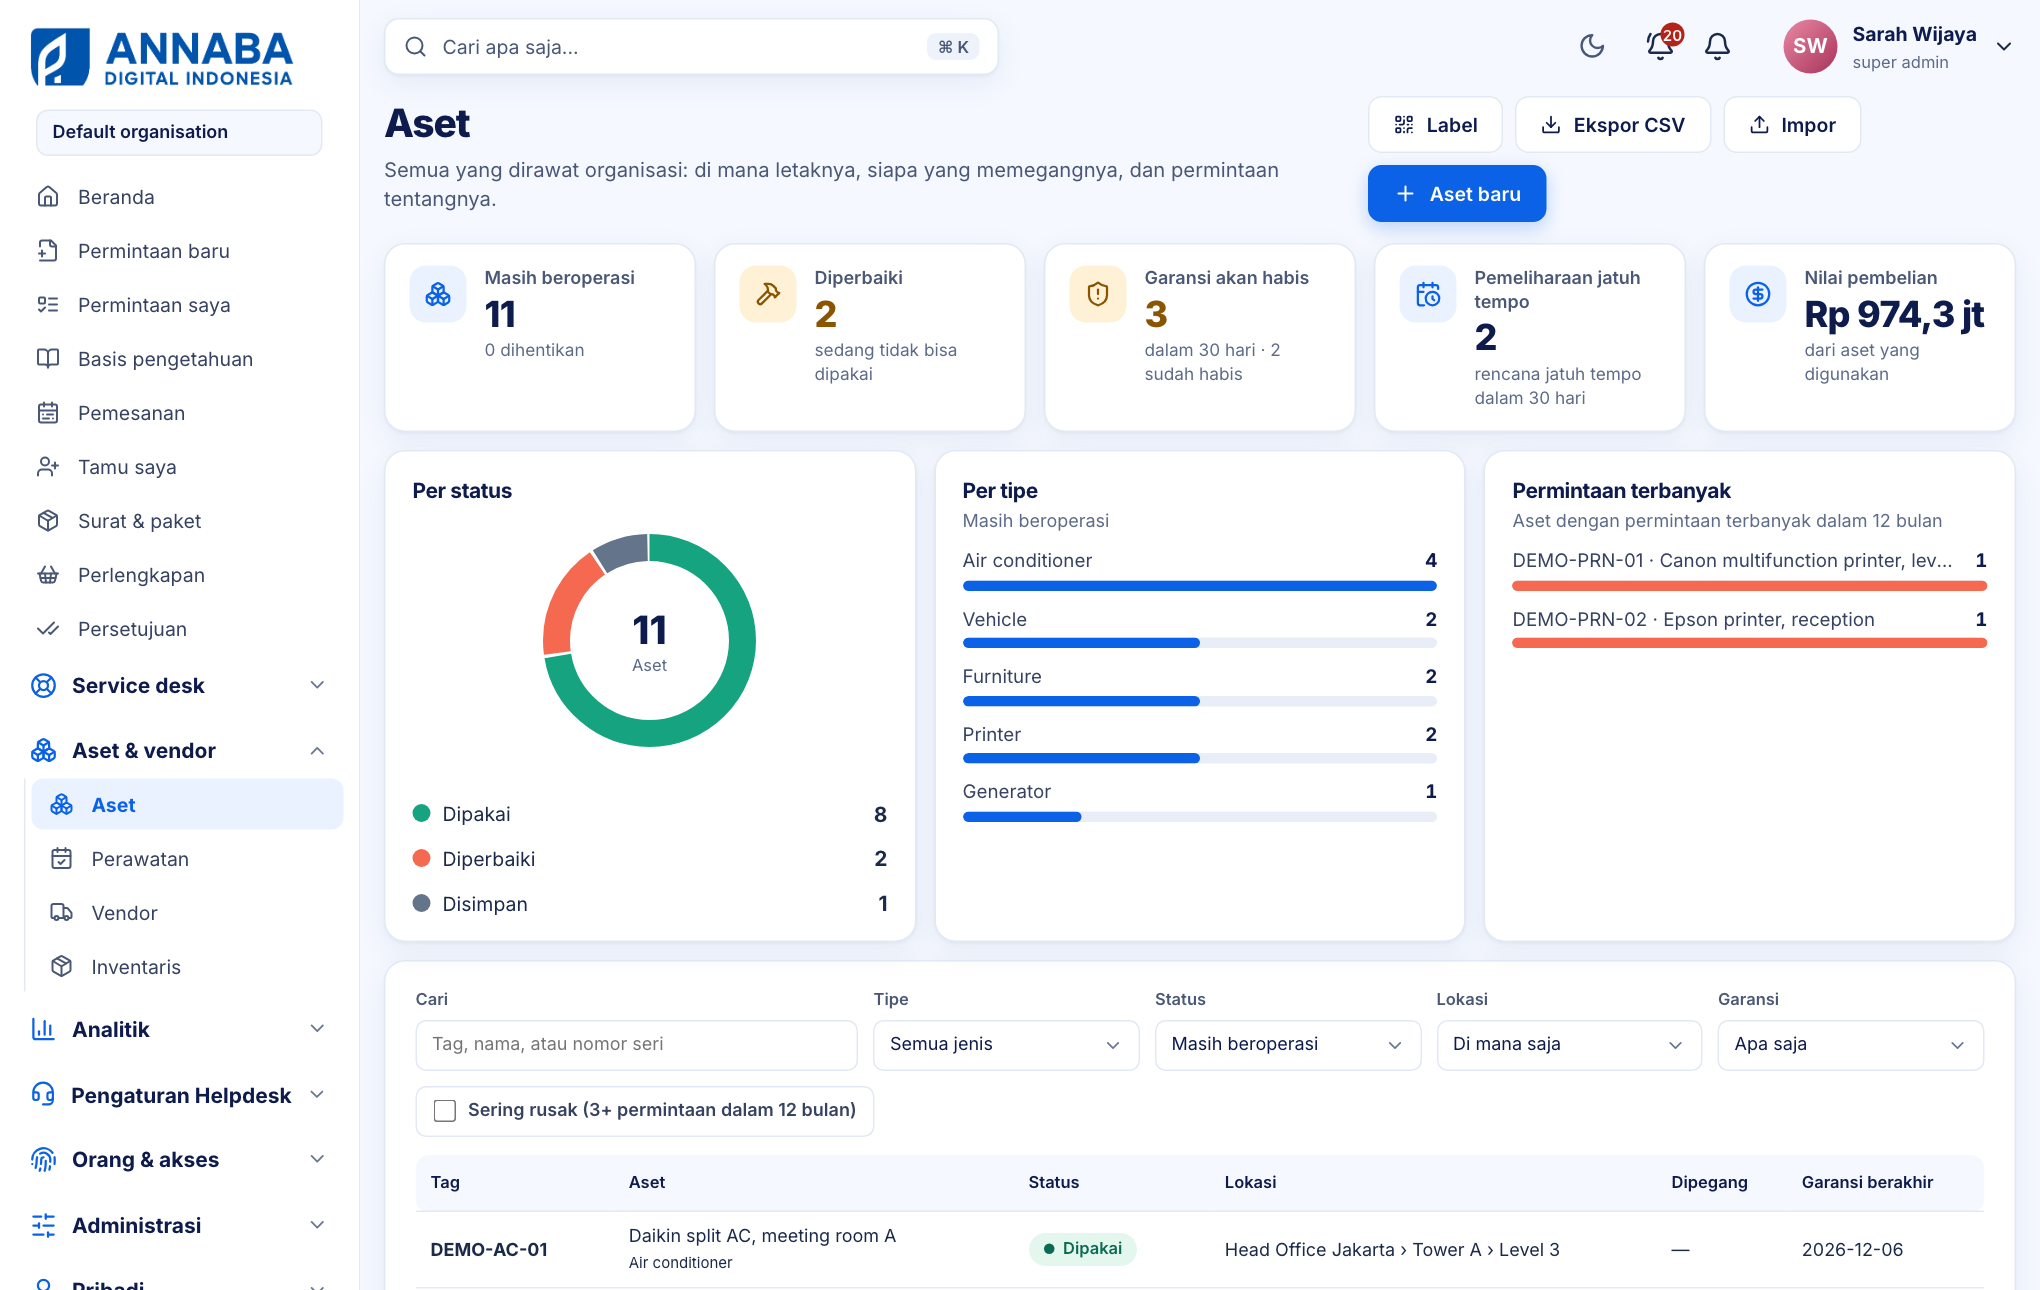 ANNABA
DIGITAL INDONESIA
Default organisation
Beranda
Permintaan baru
Permintaan saya
Basis pengetahuan
Pemesanan
Tamu saya
Surat & paket
Perlengkapan
Persetujuan
Service desk
Aset & vendor
Aset
Perawatan
Vendor
Inventaris
Analitik
Pengaturan Helpdesk
Orang & akses
Administrasi
Pribadi
Cari apa saja...
⌘ K
20
SW
Sarah Wijaya
super admin
Aset
Semua yang dirawat organisasi: di mana letaknya, siapa yang memegangnya, dan permintaan
tentangnya.
Label
Ekspor CSV
Impor
Aset baru
Masih beroperasi
11
0 dihentikan
Diperbaiki
2
sedang tidak bisa
dipakai
Garansi akan habis
3
dalam 30 hari · 2
sudah habis
Pemeliharaan jatuh
tempo
2
rencana jatuh tempo
dalam 30 hari
Nilai pembelian
Rp 974,3 jt
dari aset yang
digunakan
Per status
11
Aset
Dipakai 8
Diperbaiki 2
Disimpan 1
Per tipe
Masih beroperasi
Air conditioner 4
Vehicle 2
Furniture 2
Printer 2
Generator 1
Permintaan terbanyak
Aset dengan permintaan terbanyak dalam 12 bulan
DEMO-PRN-01 · Canon multifunction printer, lev... 1
DEMO-PRN-02 · Epson printer, reception 1
Cari Tipe Status Lokasi Garansi
Tag, nama, atau nomor seri Semua jenis Masih beroperasi Di mana saja Apa saja
Sering rusak (3+ permintaan dalam 12 bulan)
Tag Aset Status Lokasi Dipegang Garansi berakhir
DEMO-AC-01 Daikin split AC, meeting room A Dipakai Head Office Jakarta › Tower A › Level 3 — 2026-12-06
Air conditioner